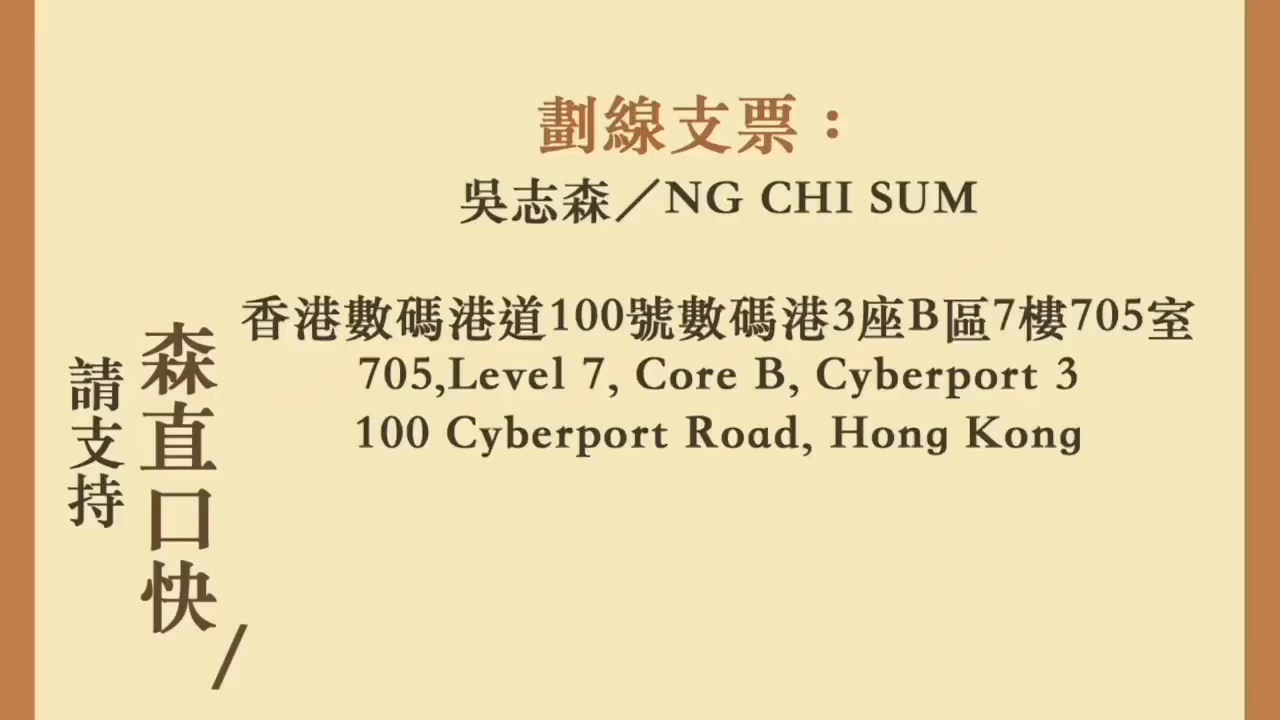 劃線支票：
吳志森／NG CHI SUM
香港數碼港道100號數碼港3座B區7樓705室
705,Level 7, Core B, Cyberport 3
100 Cyberport Road, Hong Kong
請支持
森直口快
/